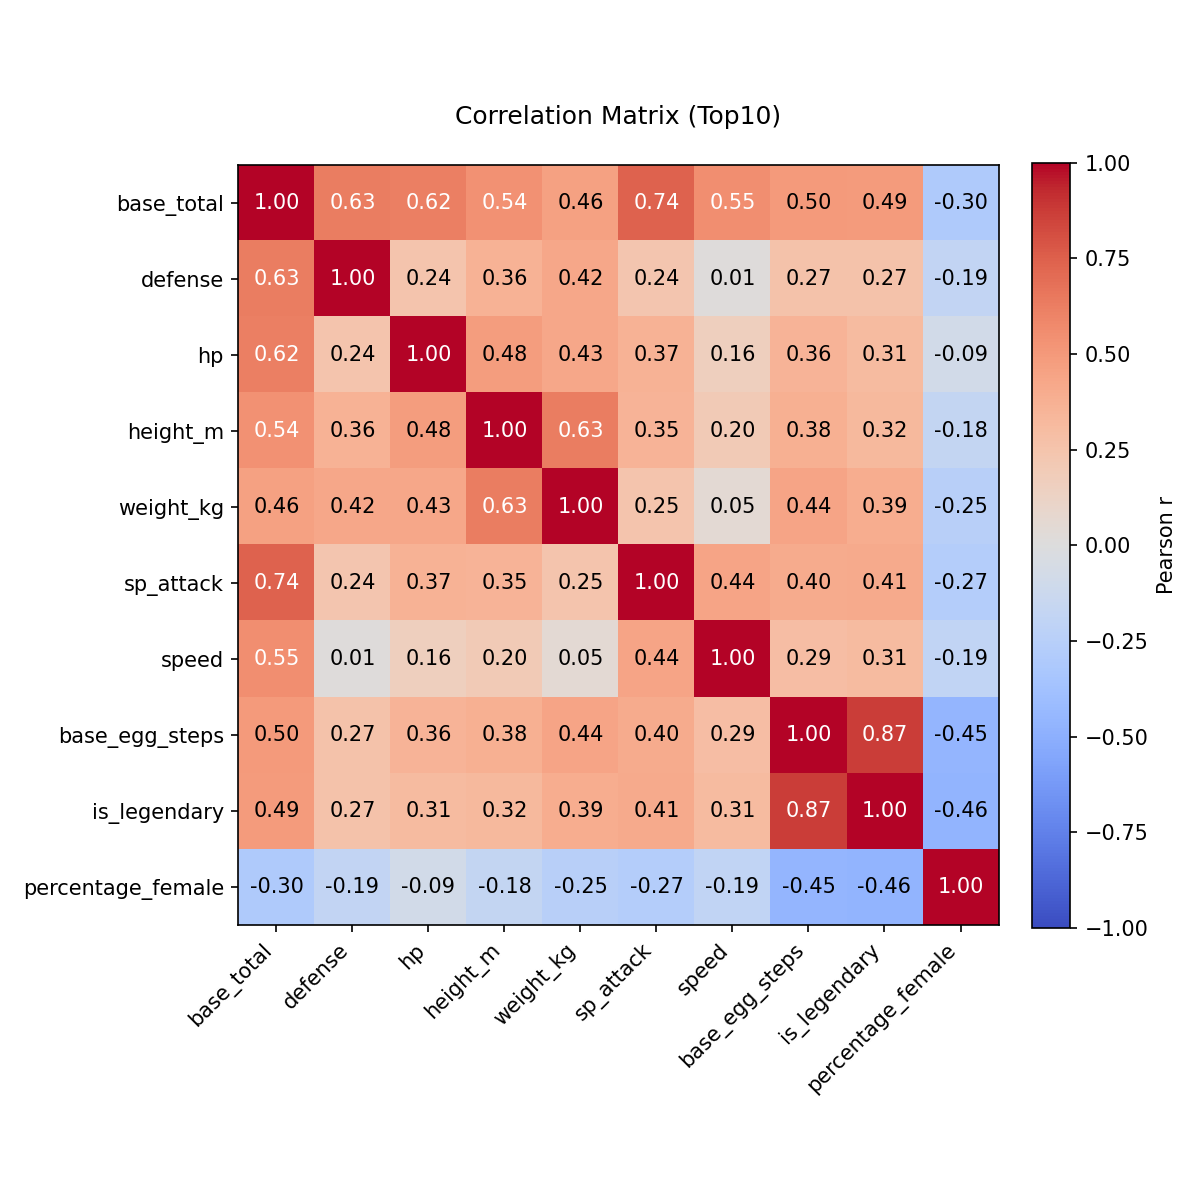 Correlation Matrix (Top10)
base_total 1.00 0.63 0.62 0.54 0.46 0.74 0.55 0.50 0.49 -0.30
defense 0.63 1.00 0.24 0.36 0.42 0.24 0.01 0.27 0.27 -0.19
hp 0.62 0.24 1.00 0.48 0.43 0.37 0.16 0.36 0.31 -0.09
height_m 0.54 0.36 0.48 1.00 0.63 0.35 0.20 0.38 0.32 -0.18
weight_kg 0.46 0.42 0.43 0.63 1.00 0.25 0.05 0.44 0.39 -0.25
sp_attack 0.74 0.24 0.37 0.35 0.25 1.00 0.44 0.40 0.41 -0.27
speed 0.55 0.01 0.16 0.20 0.05 0.44 1.00 0.29 0.31 -0.19
base_egg_steps 0.50 0.27 0.36 0.38 0.44 0.40 0.29 1.00 0.87 -0.45
is_legendary 0.49 0.27 0.31 0.32 0.39 0.41 0.31 0.87 1.00 -0.46
percentage_female -0.30 -0.19 -0.09 -0.18 -0.25 -0.27 -0.19 -0.45 -0.46 1.00
base_total defense hp height_m weight_kg sp_attack speed base_egg_steps is_legendary percentage_female
1.00
0.75
0.50
0.25
0.00
−0.25
−0.50
−0.75
−1.00
Pearson r